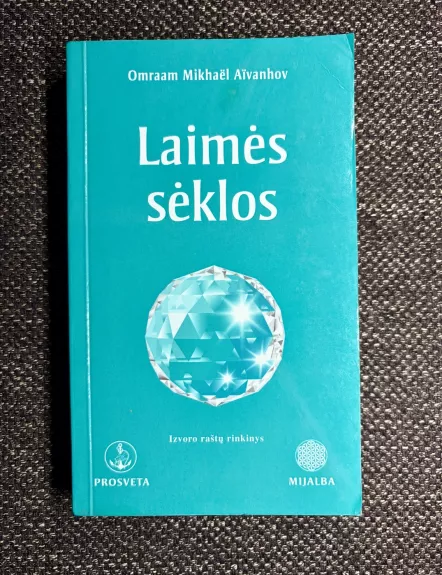 Omraam Mikhaël Aïvanhov
Laimės
sėklos
Izvoro raštų rinkinys
PROSVETA
MIJALBA